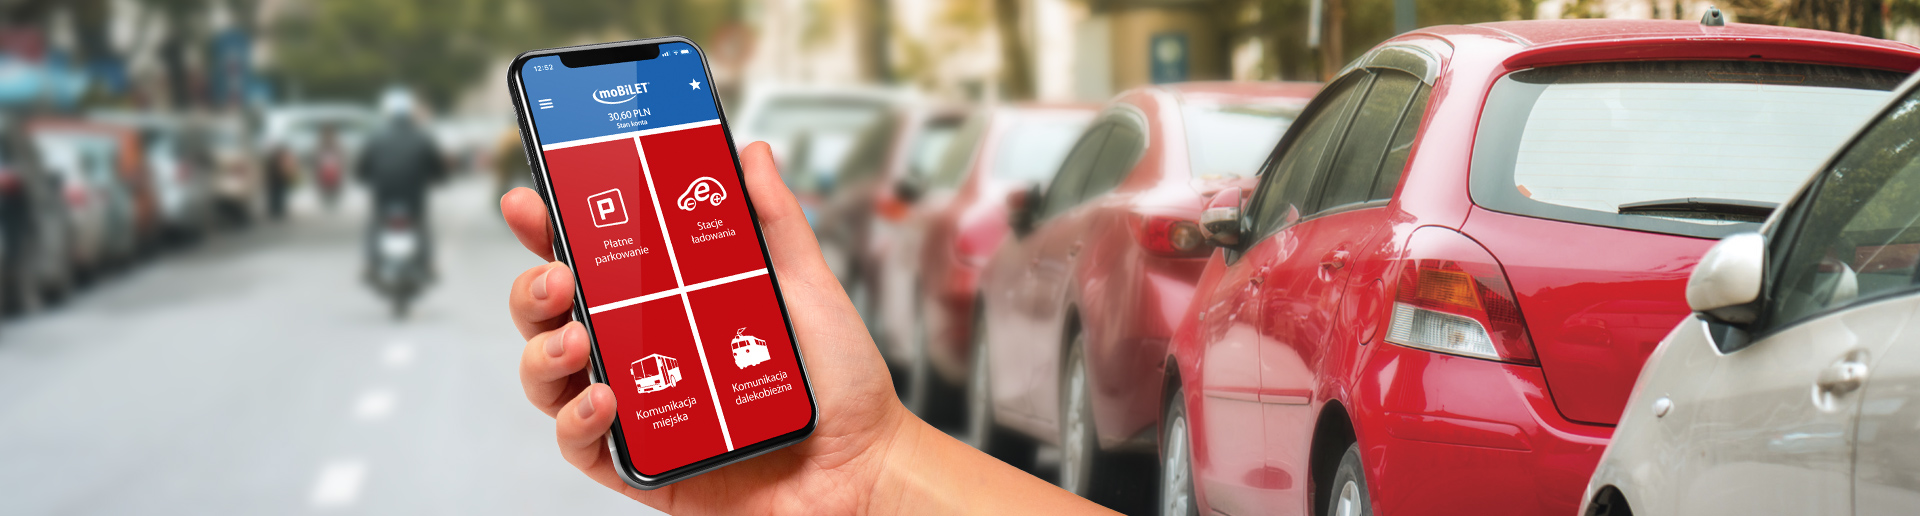 12:52
moBiLET
30,60 PLN
Stan konta
P
Płatne
parkowanie
e
Stacje
ładowania
Komunikacja
miejska
Komunikacja
dalekobieżna